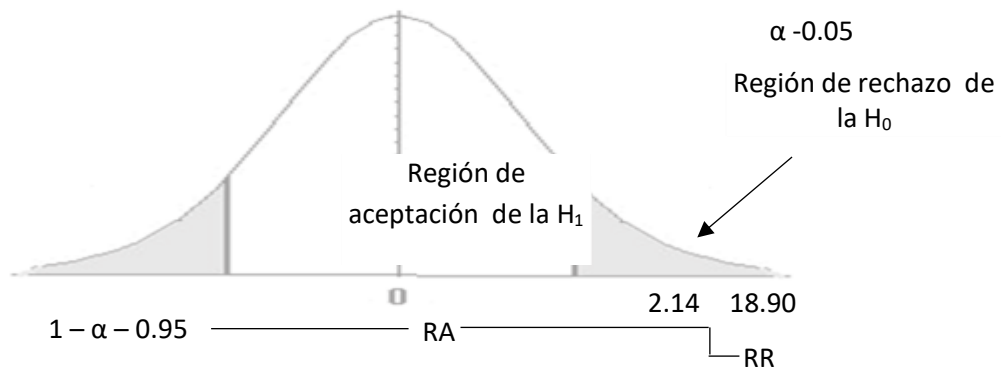 α -0.05
Región de rechazo de
la H₀
Región de
aceptación de la H₁
0
2.14 18.90
1 – α – 0.95
RA
RR